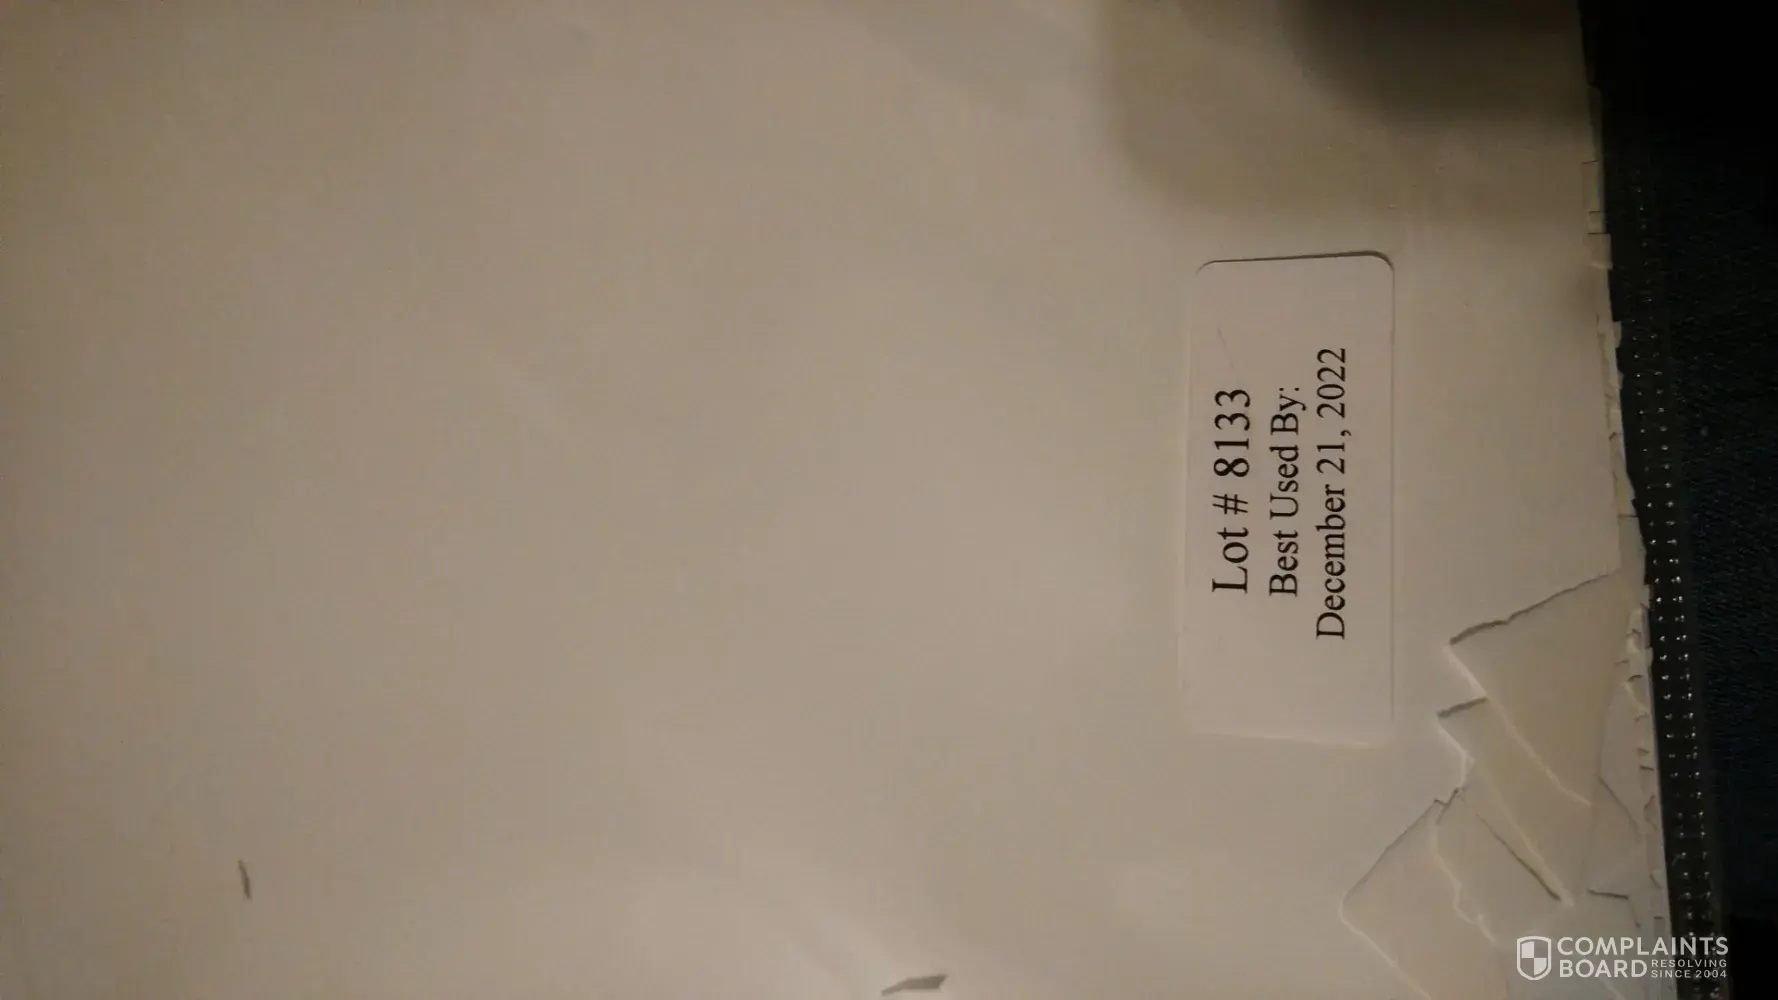 Lot # 8133
Best Used By:
December 21, 2022
COMPLAINTS
BOARD RESOLVING
SINCE 2004